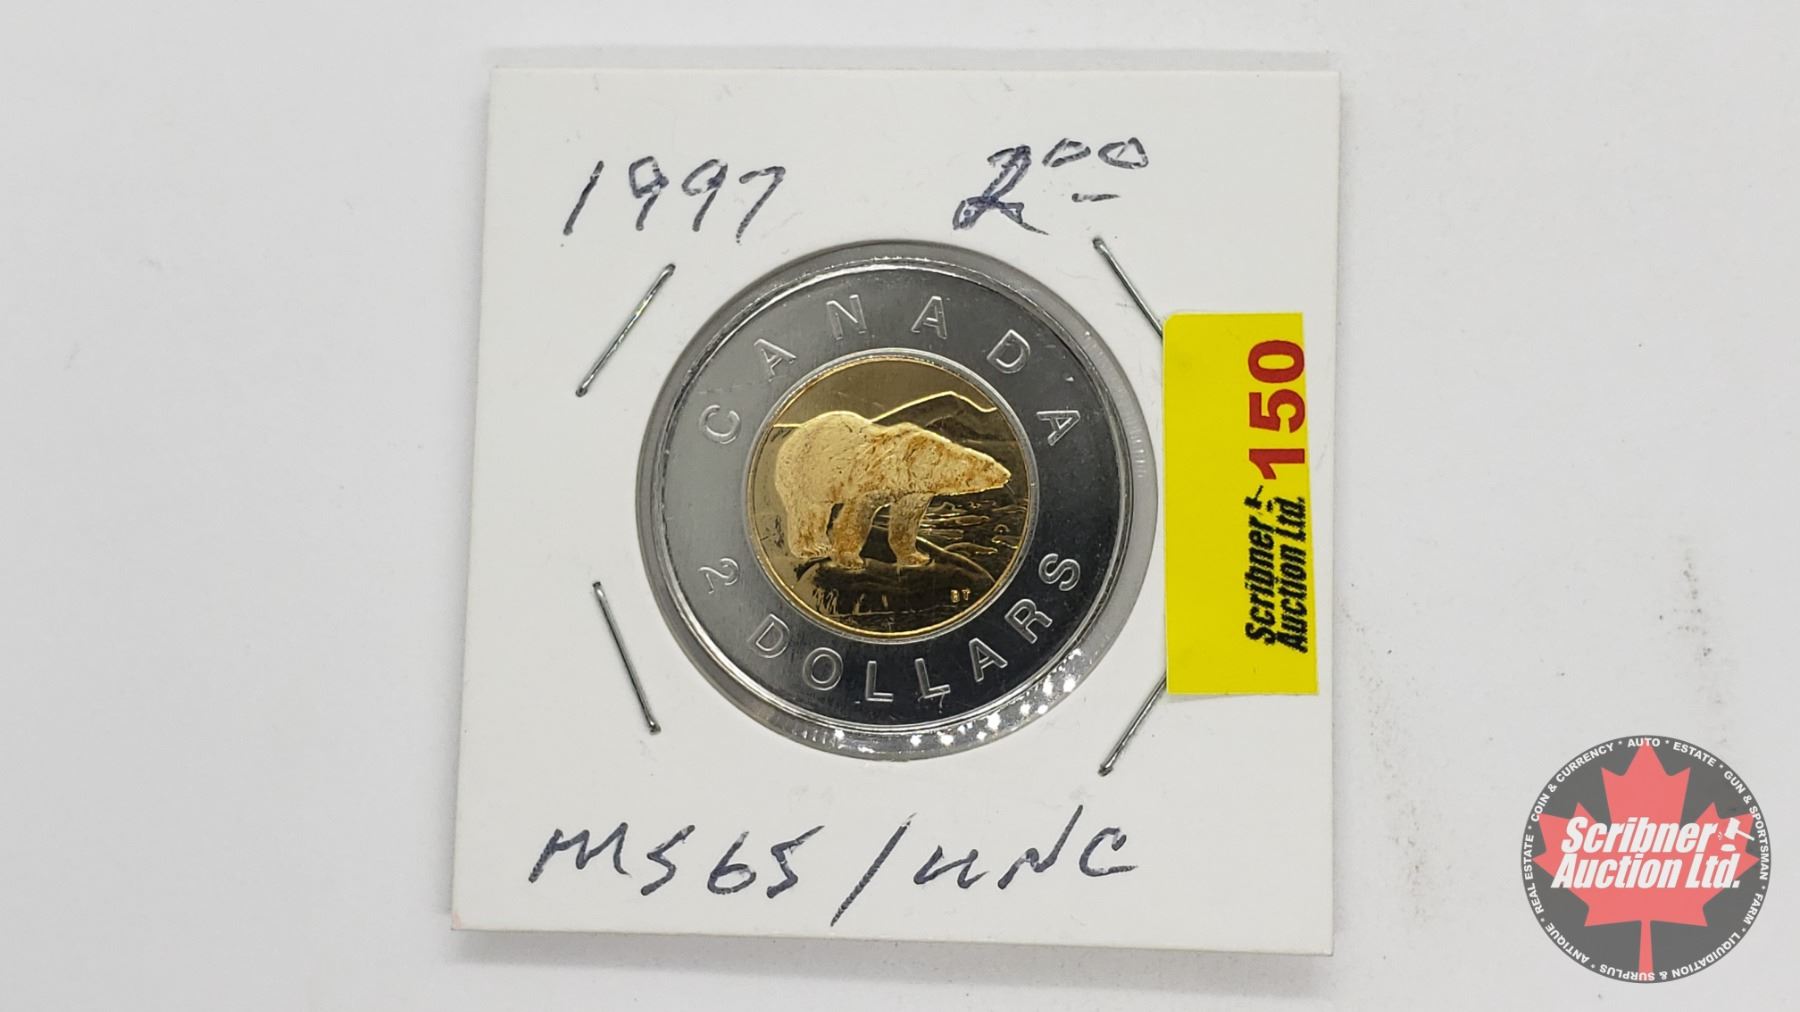 1997 2.00
CANADA
2 DOLLARS
BT
MS65/UNC
150
Scribner
Auction Ltd.
COIN & CURRENCY * AUTO * ESTATE * GUN & SPORTSMAN * FARM * LIQUIDATION & SURPLUS * ANTIQUE * REAL ESTATE *
Scribner
Auction Ltd.